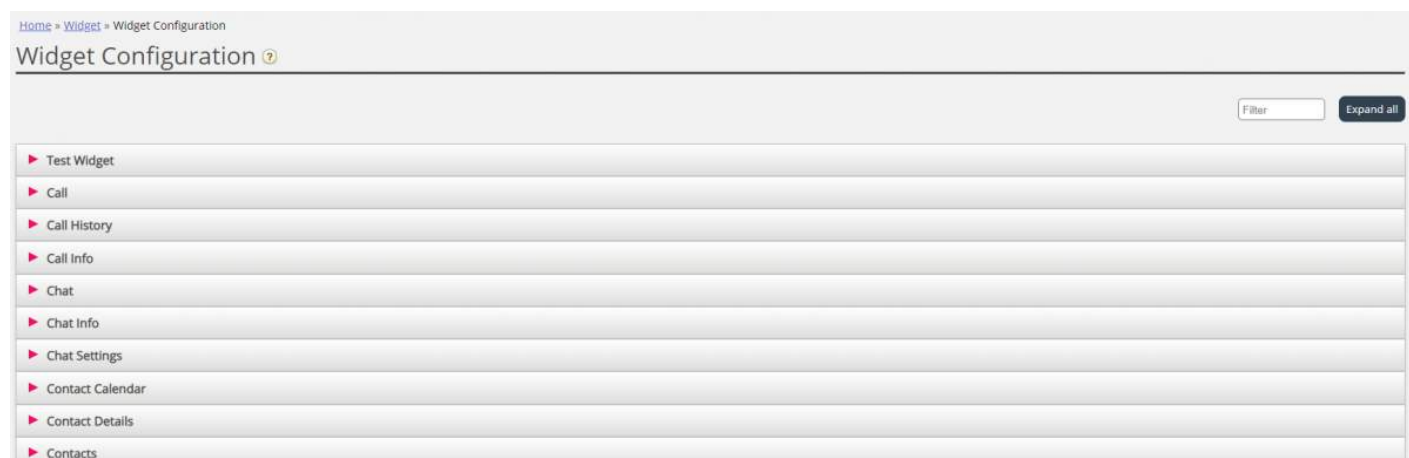 Home » Widget » Widget Configuration
Widget Configuration ?
Filter
Expand all
Test Widget
Call
Call History
Call Info
Chat
Chat Info
Chat Settings
Contact Calendar
Contact Details
Contacts